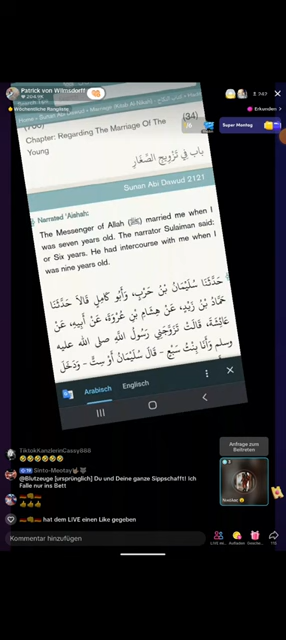 Patrick von Wilmsdorff
747
Wöchentliche Rangliste
Erkunden >
Super Montag
Chapter: Regarding The Marriage Of The
(34)
Young
باب فِي تَزْوِيجِ الصِّغَارِ
Sunan Abi Dawud 2121
Narrated 'Aishah:
The Messenger of Allah (ﷺ) married me when I
was seven years old. The narrator Sulaiman said:
or Six years. He had intercourse with me when I
was nine years old.
حَدَّثَنَا سُلَيْمَانُ بْنُ حَرْبٍ، وَأَبُو كَامِلٍ قَالاَ حَدَّثَنَا
حَمَّادُ بْنُ زَيْدٍ، عَنْ هِشَامِ بْنِ عُرْوَةَ، عَنْ أَبِيهِ، عَنْ
عَائِشَةَ، قَالَتْ تَزَوَّجَنِي رَسُولُ اللَّهِ صلى الله عليه
وسلم وَأَنَا بِنْتُ سَبْعٍ - قَالَ سُلَيْمَانُ أَوْ سِتٍّ - وَدَخَلَ
Arabisch
Englisch
Anfrage zum
Beitreten
TiktokKanzlerinCassy888
Sinto-Meotay
@Blutzeuge [ursprünglich] Du und Deine ganze Sippschafft! Ich
Falle nur ins Bett
hat dem LIVE einen Like gegeben
Kommentar hinzufügen